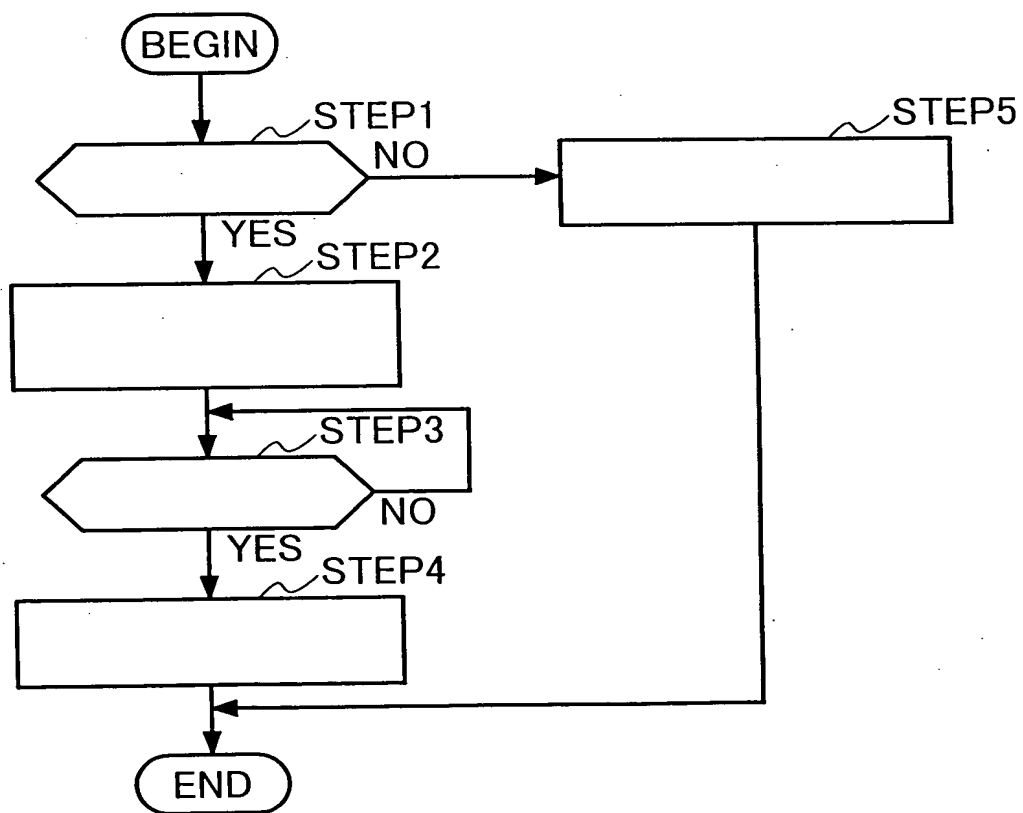 BEGIN
STEP1
NO
STEP5
YES
STEP2
STEP3
NO
YES
STEP4
END